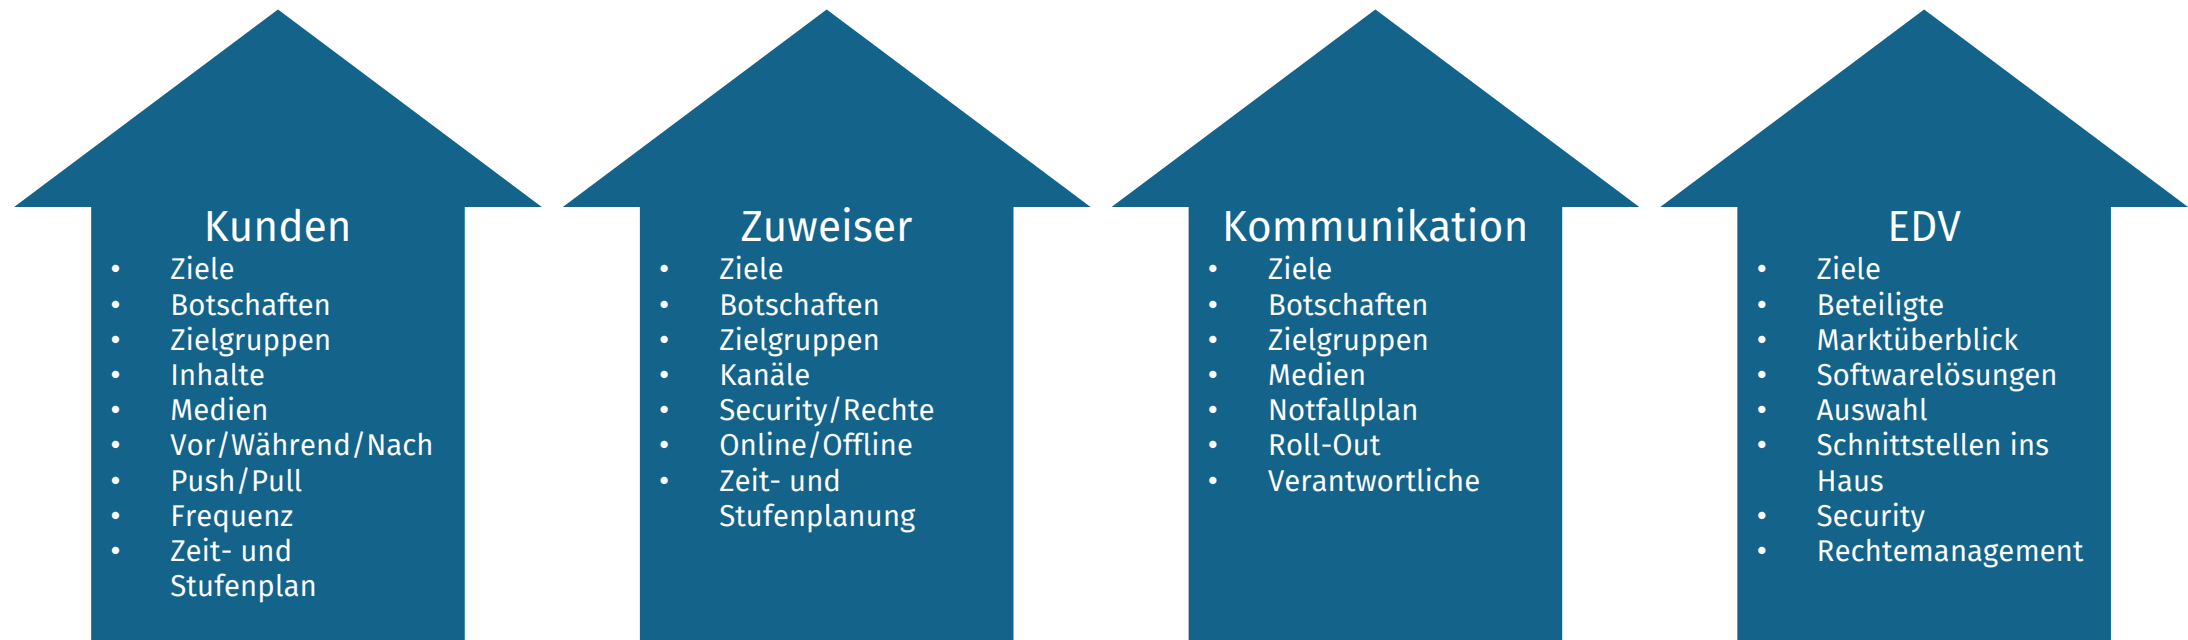 Kunden
• Ziele
• Botschaften
• Zielgruppen
• Inhalte
• Medien
• Vor/Während/Nach
• Push/Pull
• Frequenz
• Zeit- und
Stufenplan
Zuweiser
• Ziele
• Botschaften
• Zielgruppen
• Kanäle
• Security/Rechte
• Online/Offline
• Zeit- und
Stufenplanung
Kommunikation
• Ziele
• Botschaften
• Zielgruppen
• Medien
• Notfallplan
• Roll-Out
• Verantwortliche
EDV
• Ziele
• Beteiligte
• Marktüberblick
• Softwarelösungen
• Auswahl
• Schnittstellen ins
Haus
• Security
• Rechtemanagement